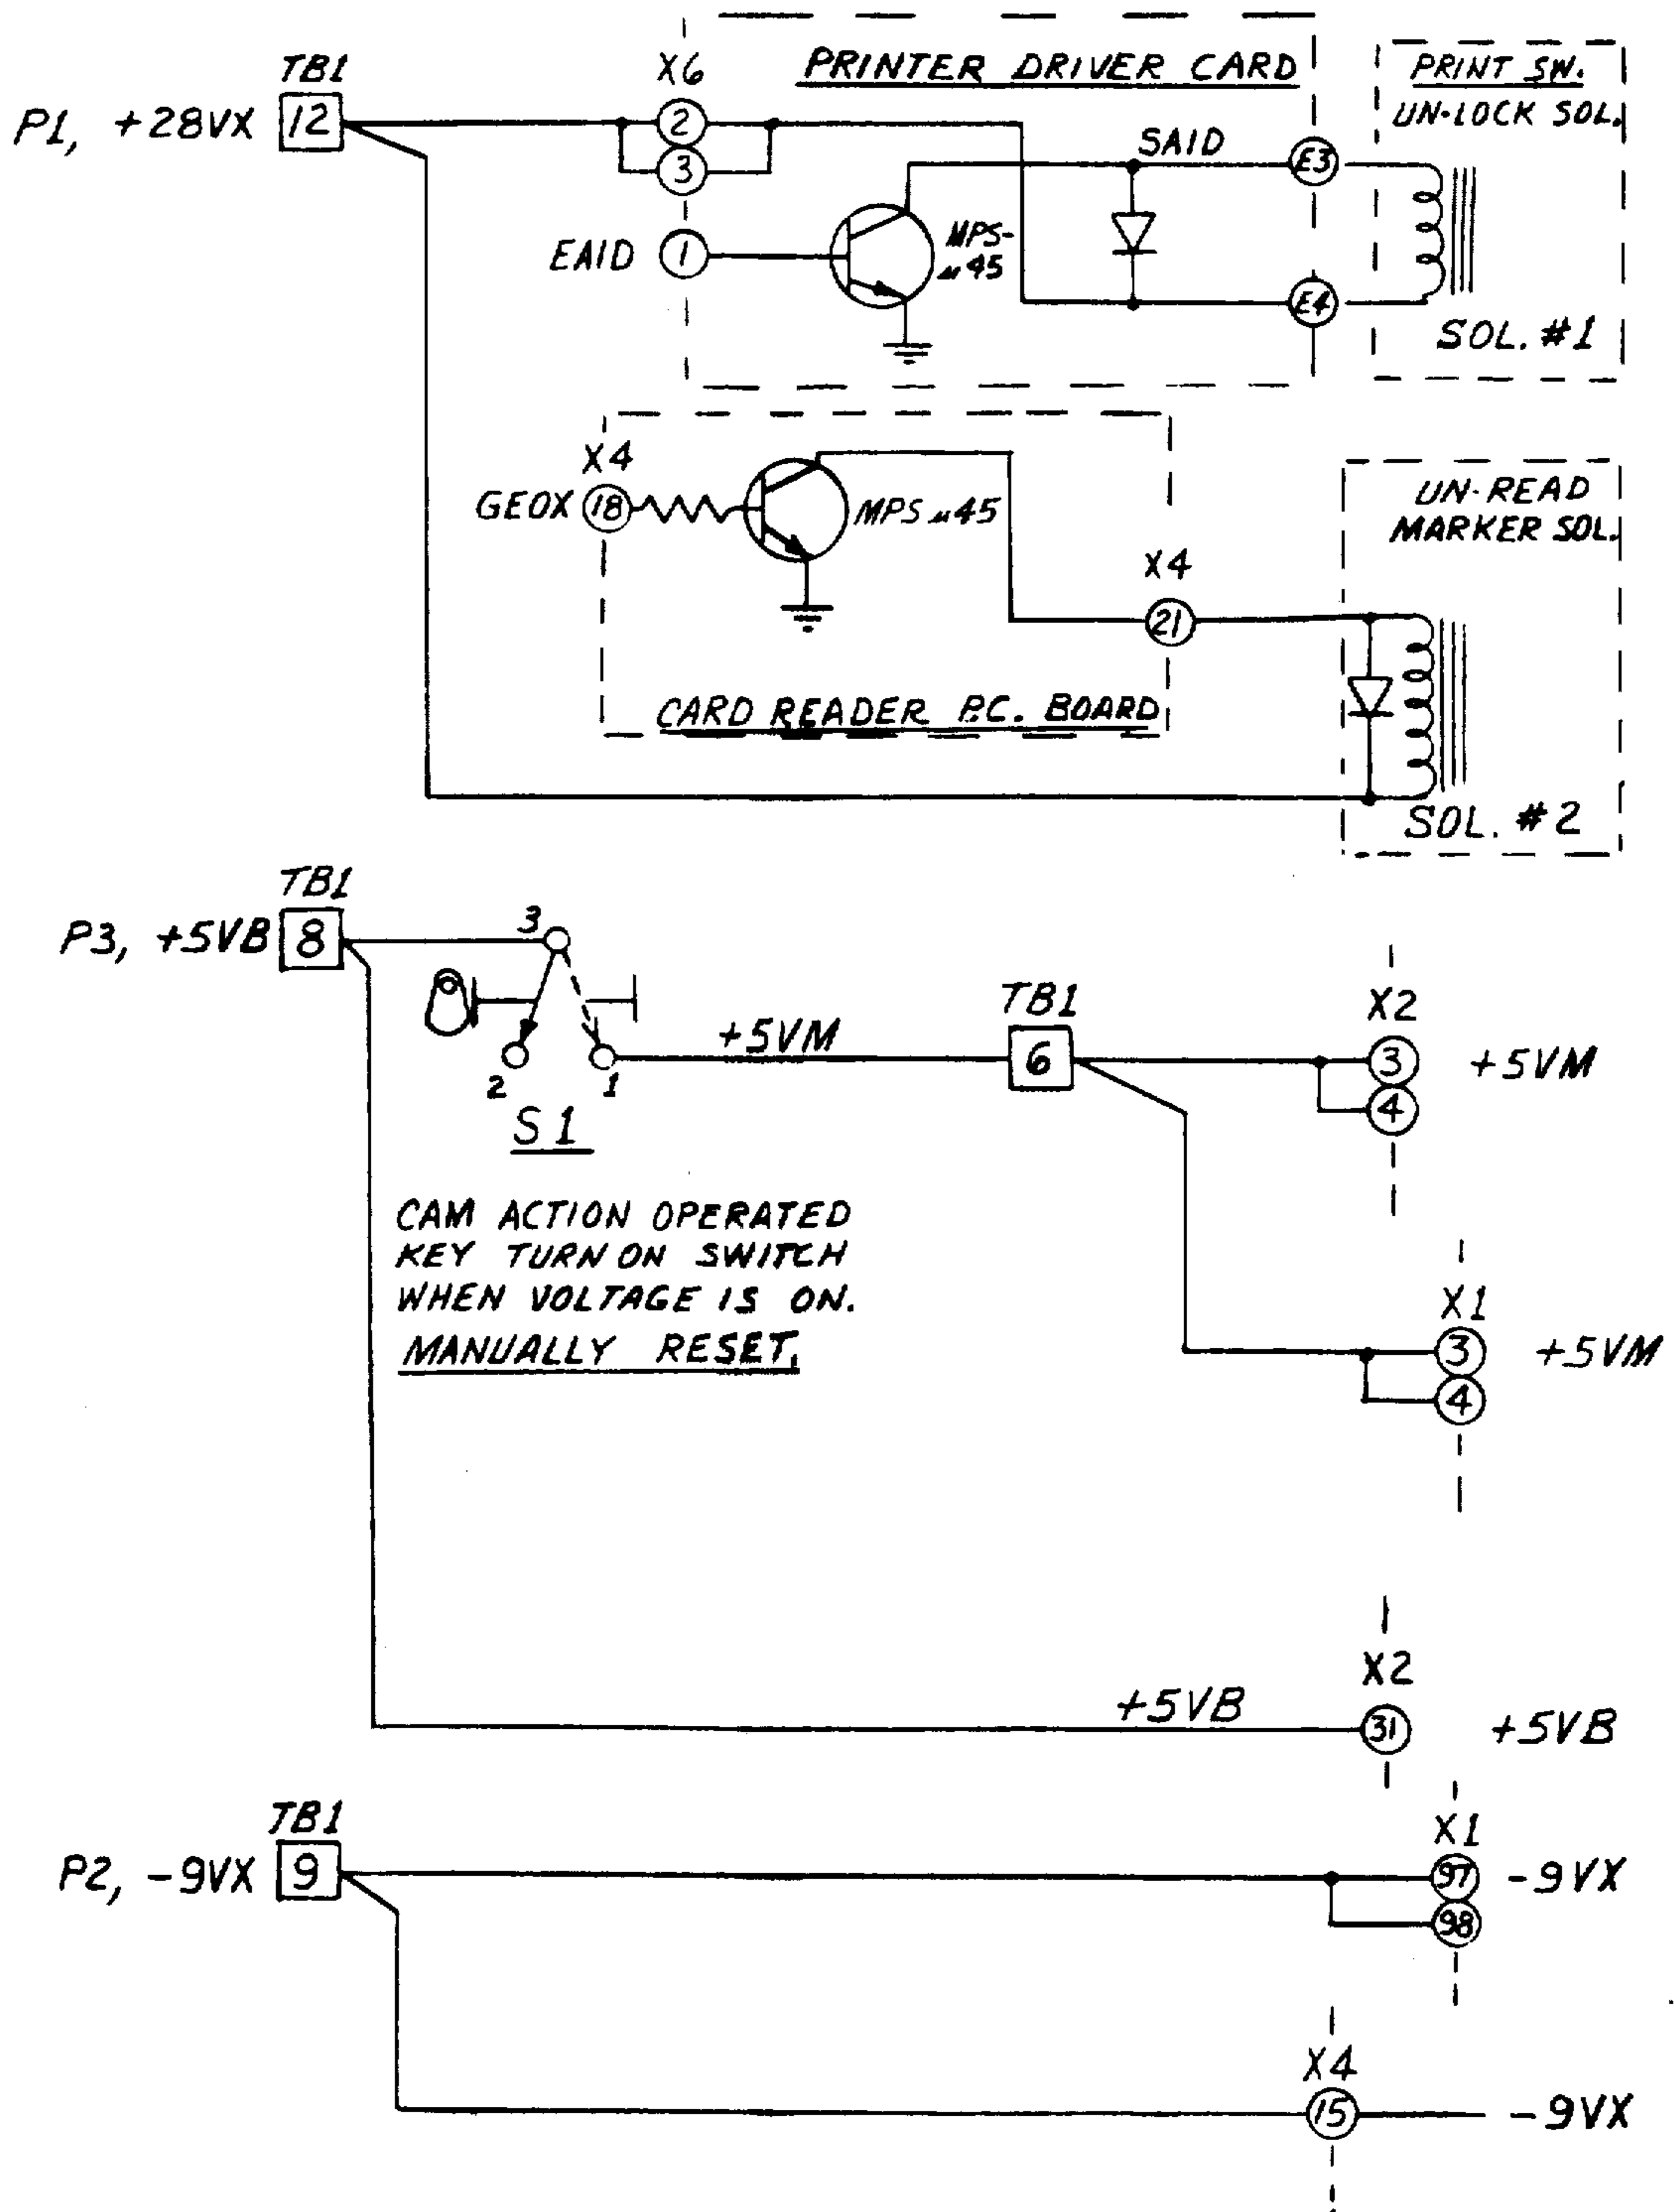 PRINTER DRIVER CARD
PRINT SW.
UN-LOCK SOL.
TB1
X6
P1, +28VX
12
2
3
SAID
E3
EAID
1
MPS-
µ45
E4
SOL. #1
X4
GEOX
18
MPS µ45
UN-READ
MARKER SOL.
X4
21
CARD READER P.C. BOARD
SOL. #2
TB1
P3, +5VB
8
3
2
1
S1
+5VM
TB1
6
X2
3
4
+5VM
CAM ACTION OPERATED
KEY TURN ON SWITCH
WHEN VOLTAGE IS ON.
MANUALLY RESET.
X1
3
4
+5VM
X2
+5VB
31
+5VB
TB1
P2, -9VX
9
X1
97
98
-9VX
X4
15
-9VX